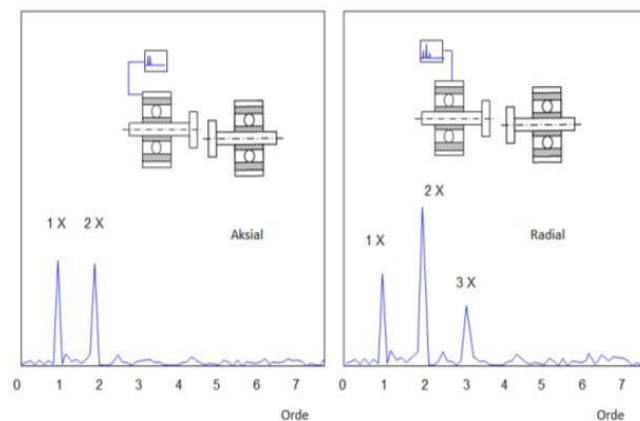 1 X 2 X
Aksial
0 1 2 3 4 5 6 7
Orde
2 X
1 X
Radial
3 X
0 1 2 3 4 5 6 7
Orde